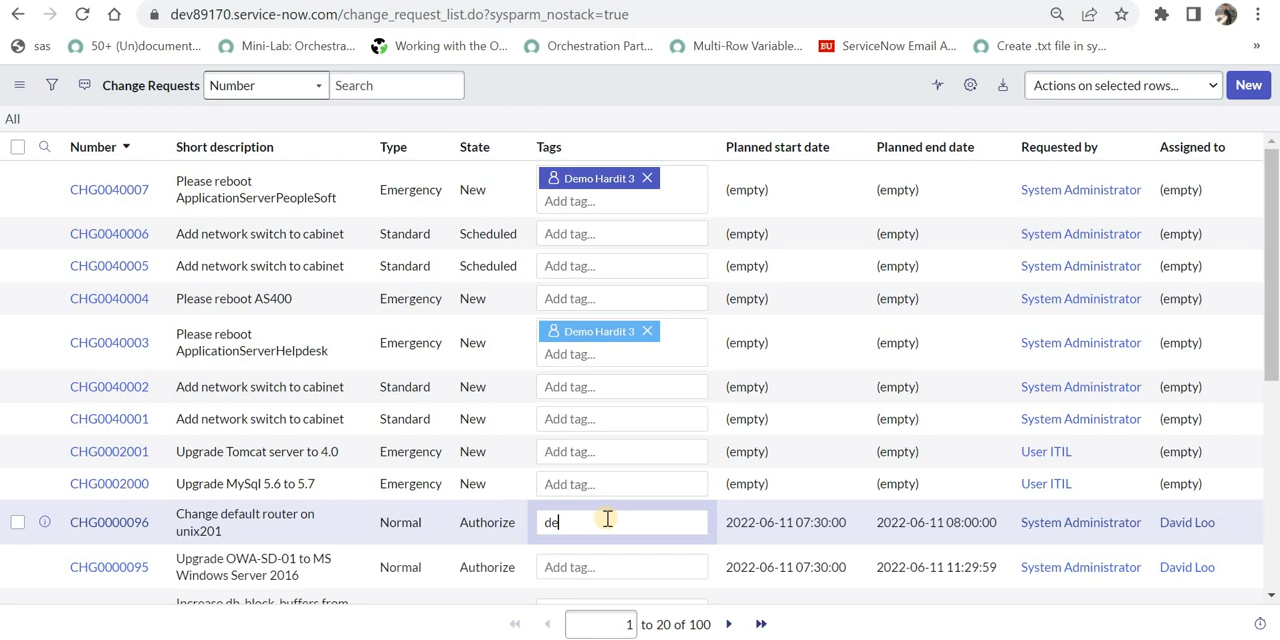 dev89170.service-now.com/change_request_list.do?sysparm_nostack=true
sas
50+ (Un)document...
Mini-Lab: Orchestra...
Working with the O...
Orchestration Part...
Multi-Row Variable...
BU ServiceNow Email A...
Create .txt file in sy...
»
Change Requests Number Search Actions on selected rows... New
All
Number Short description Type State Tags Planned start date Planned end date Requested by Assigned to
CHG0040007 Please reboot ApplicationServerPeopleSoft Emergency New Demo Hardit 3 Add tag... (empty) (empty) System Administrator (empty)
CHG0040006 Add network switch to cabinet Standard Scheduled Add tag... (empty) (empty) System Administrator (empty)
CHG0040005 Add network switch to cabinet Standard Scheduled Add tag... (empty) (empty) System Administrator (empty)
CHG0040004 Please reboot AS400 Emergency New Add tag... (empty) (empty) System Administrator (empty)
CHG0040003 Please reboot ApplicationServerHelpdesk Emergency New Demo Hardit 3 Add tag... (empty) (empty) System Administrator (empty)
CHG0040002 Add network switch to cabinet Standard New Add tag... (empty) (empty) System Administrator (empty)
CHG0040001 Add network switch to cabinet Standard New Add tag... (empty) (empty) System Administrator (empty)
CHG0002001 Upgrade Tomcat server to 4.0 Emergency New Add tag... (empty) (empty) User ITIL (empty)
CHG0002000 Upgrade MySql 5.6 to 5.7 Emergency New Add tag... (empty) (empty) User ITIL (empty)
CHG0000096 Change default router on unix201 Normal Authorize de 2022-06-11 07:30:00 2022-06-11 08:00:00 System Administrator David Loo
CHG0000095 Upgrade OWA-SD-01 to MS Windows Server 2016 Normal Authorize Add tag... 2022-06-11 07:30:00 2022-06-11 11:29:59 System Administrator David Loo
Increase db_block_buffers from
1 to 20 of 100